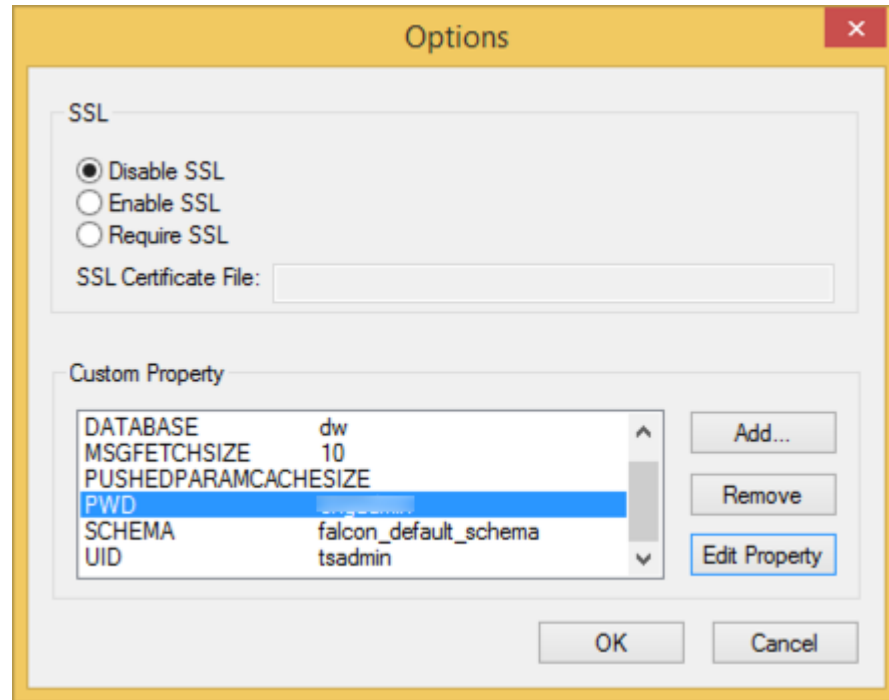 Options
SSL
Disable SSL
Enable SSL
Require SSL
SSL Certificate File:
Custom Property
DATABASE dw
MSGFETCHSIZE 10
PUSHEDPARAMCACHESIZE
PWD
SCHEMA falcon_default_schema
UID tsadmin
Add...
Remove
Edit Property
OK Cancel